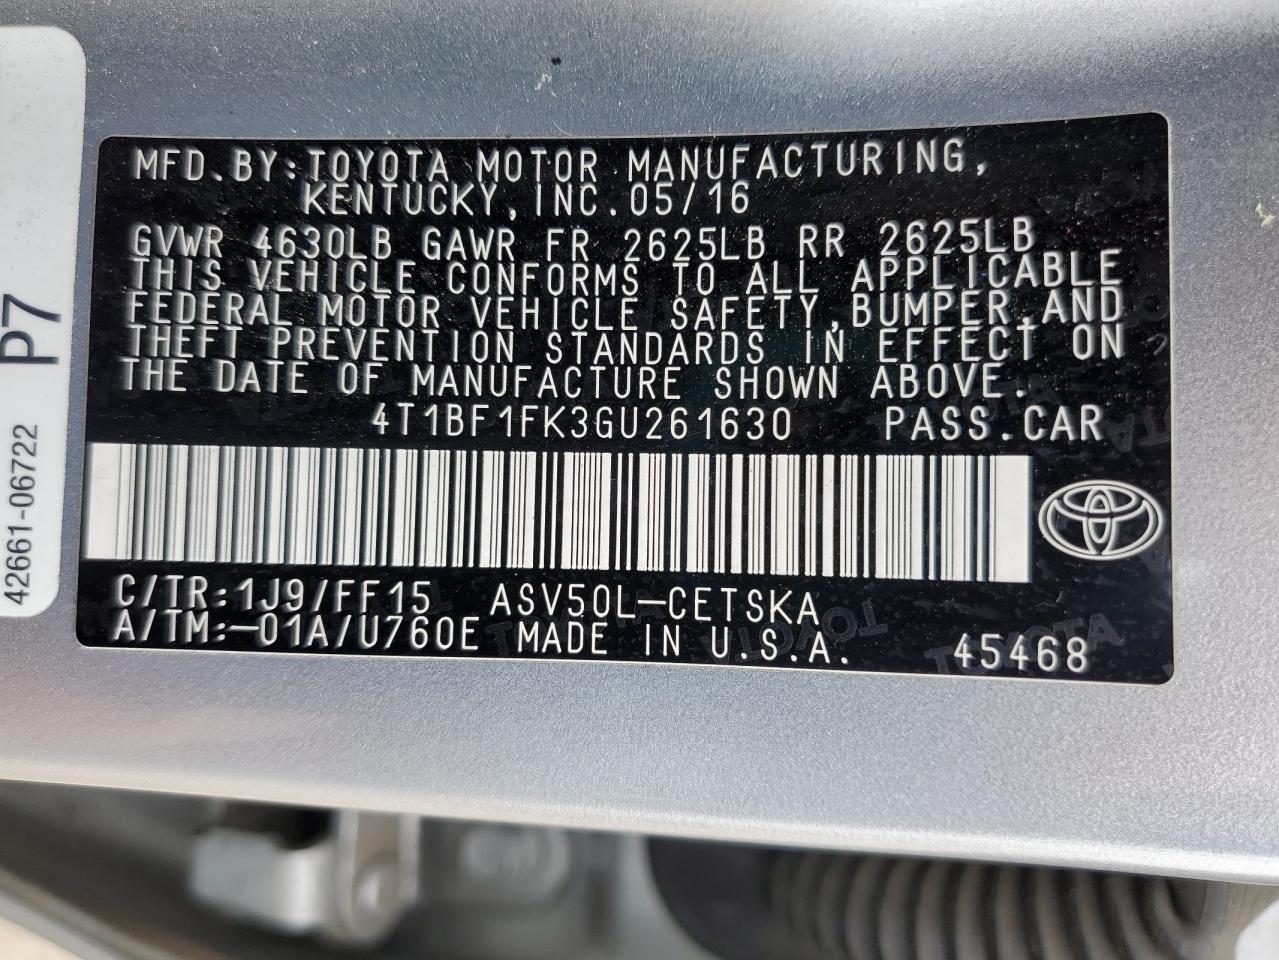 MFD.BY:TOYOTA MOTOR MANUFACTURING,
KENTUCKY,INC.05/16
GVWR 4630LB GAWR FR 2625LB RR 2625LB
THIS VEHICLE CONFORMS TO ALL APPLICABLE
FEDERAL MOTOR VEHICLE SAFETY,BUMPER,AND
THEFT PREVENTION STANDARDS IN EFFECT ON
THE DATE OF MANUFACTURE SHOWN ABOVE.
4T1BF1FK3GU261630 PASS.CAR
C/TR:1J9/FF15 ASV50L-CETSKA
A/TM:-01A/U760E MADE IN U.S.A. 45468
42661-06722 P7